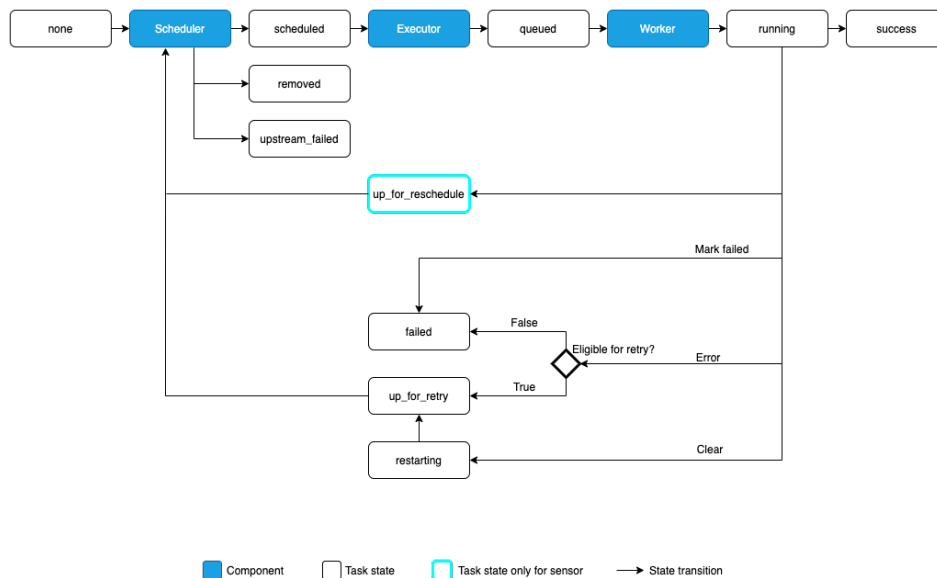 none
Scheduler
scheduled
Executor
queued
Worker
running
success
removed
upstream_failed
up_for_reschedule
Mark failed
failed
False
Eligible for retry?
Error
True
up_for_retry
Clear
restarting
Component
Task state
Task state only for sensor
State transition